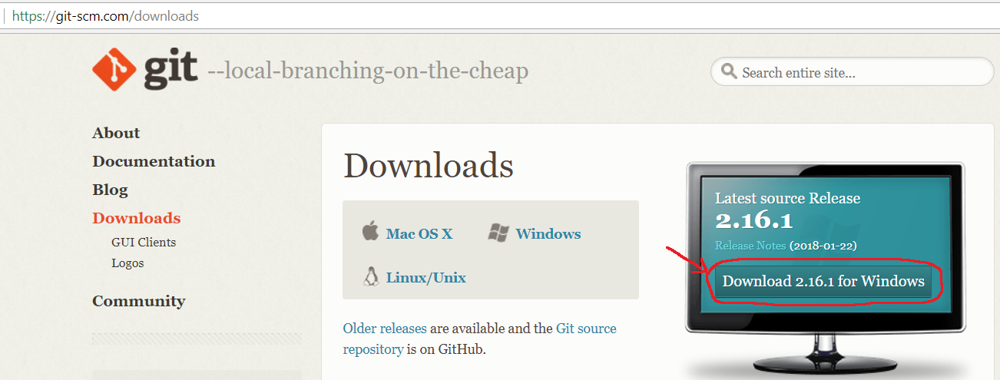 https://git-scm.com/downloads
git --local-branching-on-the-cheap
Search entire site...
About
Documentation
Blog
Downloads
GUI Clients
Logos
Community
Downloads
Mac OS X
Windows
Linux/Unix
Older releases are available and the Git source
repository is on GitHub.
Latest source Release
2.16.1
Release Notes (2018-01-22)
Download 2.16.1 for Windows